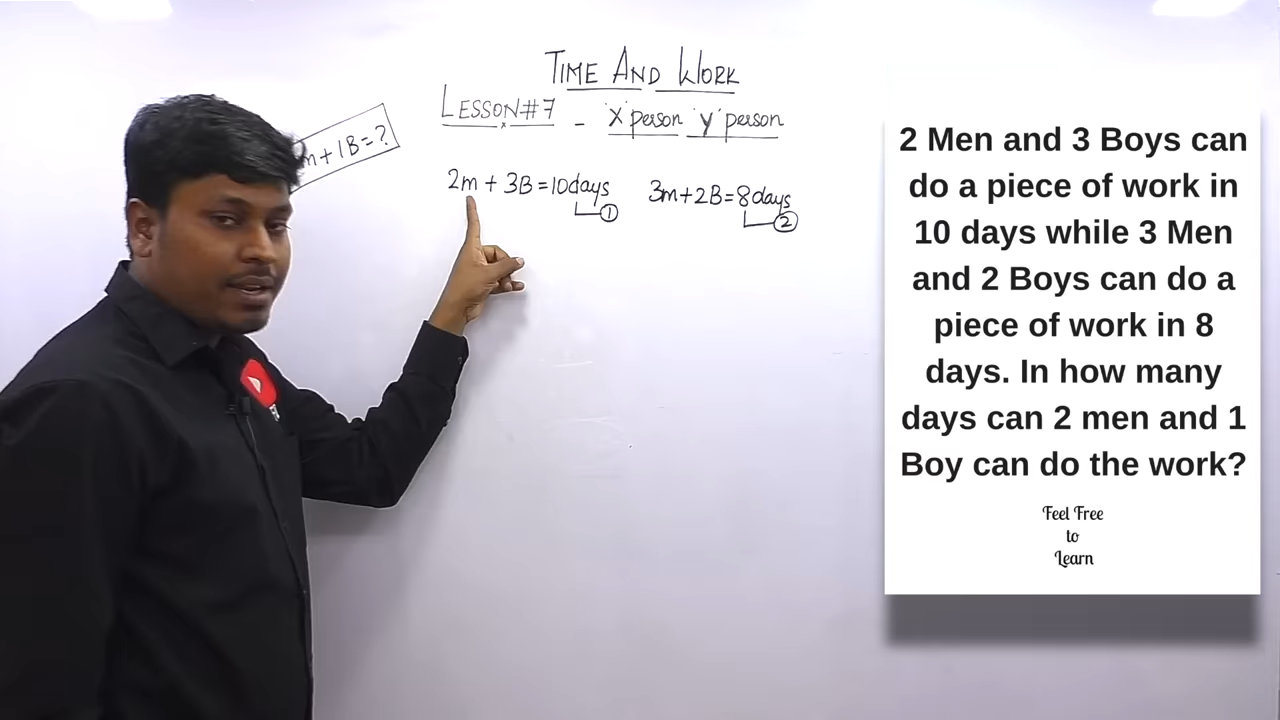 TIME AND WORK
LESSON#7 - 'X' person 'y' person
m + 1B = ?
2m + 3B = 10days
①
3m + 2B = 8days
②
2 Men and 3 Boys can
do a piece of work in
10 days while 3 Men
and 2 Boys can do a
piece of work in 8
days. In how many
days can 2 men and 1
Boy can do the work?
Feel Free
to
Learn